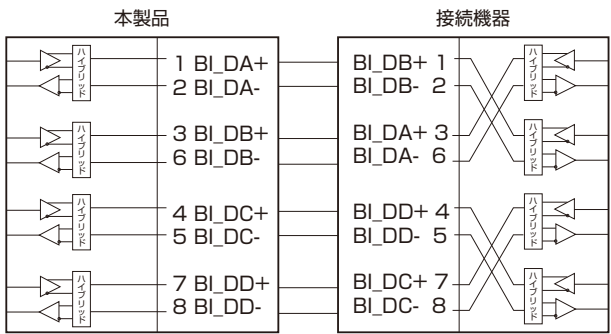 本製品
接続機器
ハイブリッド
1 BI_DA+
2 BI_DA-
ハイブリッド
3 BI_DB+
6 BI_DB-
ハイブリッド
4 BI_DC+
5 BI_DC-
ハイブリッド
7 BI_DD+
8 BI_DD-
BI_DB+ 1
BI_DB- 2
ハイブリッド
BI_DA+ 3
BI_DA- 6
ハイブリッド
BI_DD+ 4
BI_DD- 5
ハイブリッド
BI_DC+ 7
BI_DC- 8
ハイブリッド